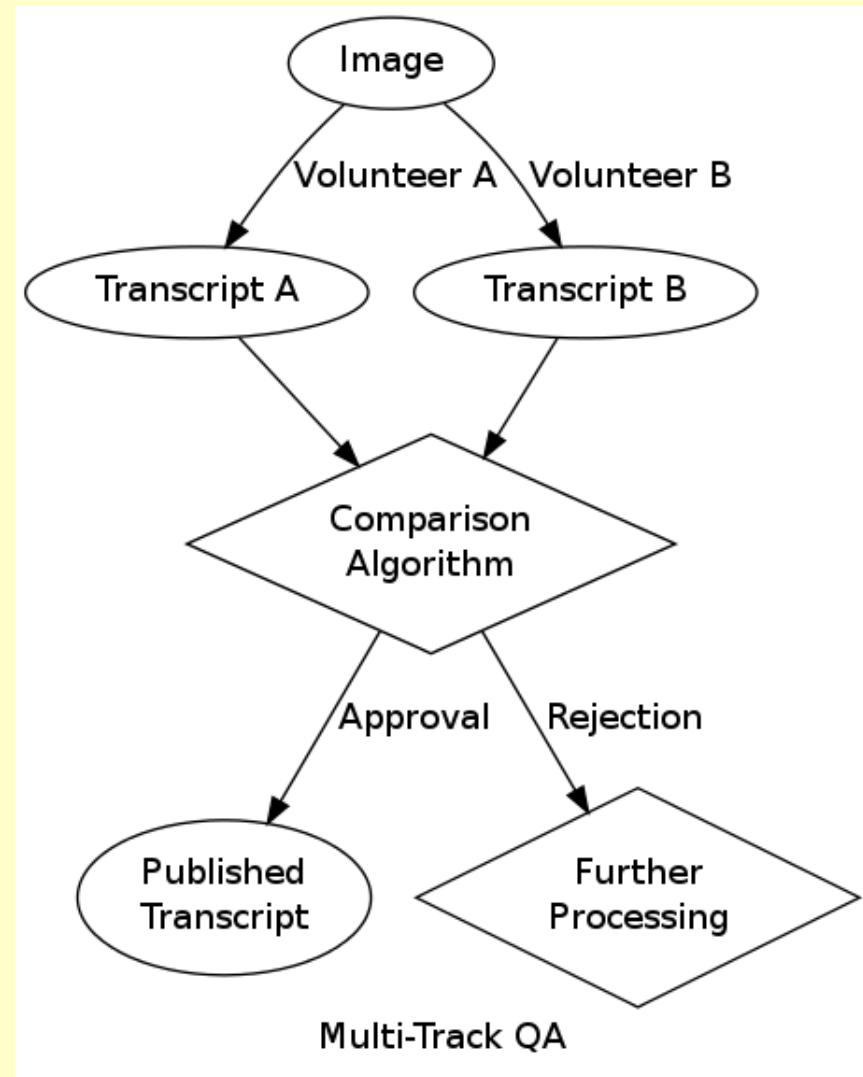 Image
Volunteer A
Volunteer B
Transcript A
Transcript B
Comparison
Algorithm
Approval
Rejection
Published
Transcript
Further
Processing
Multi-Track QA